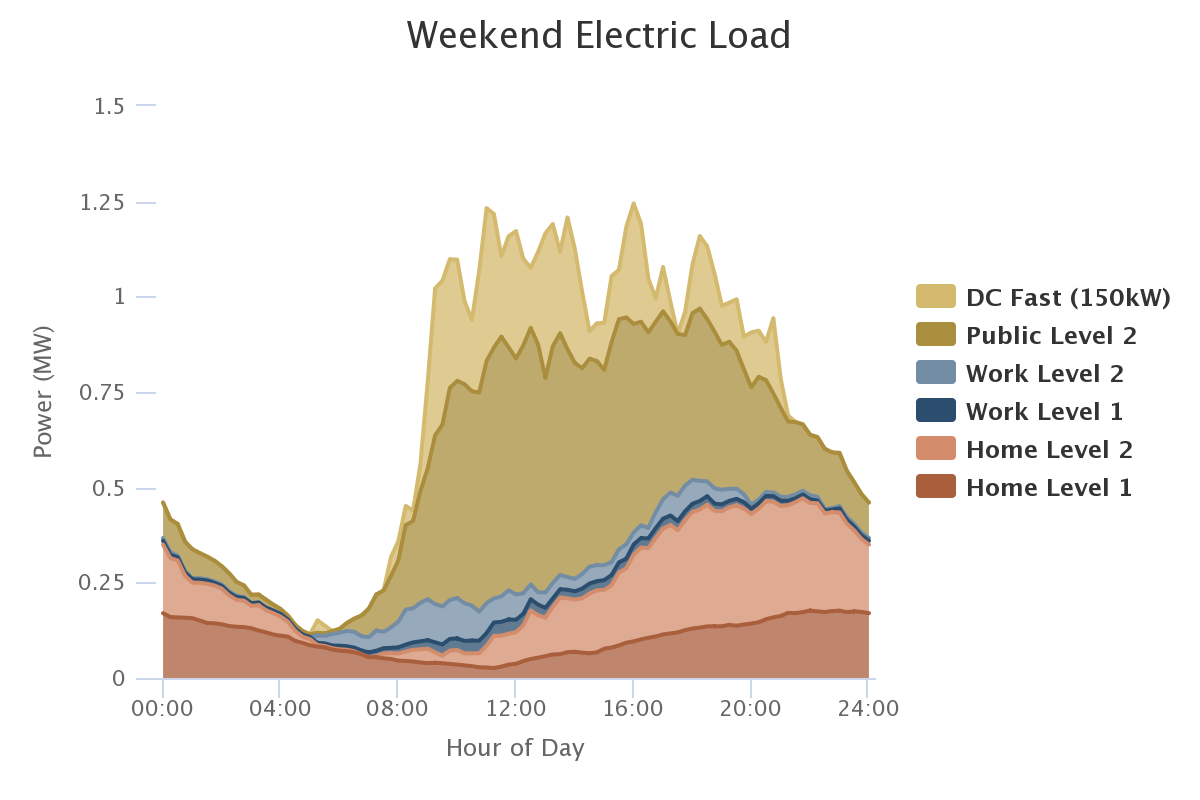 Weekend Electric Load
1.5
1.25
1
0.75
0.5
0.25
0
Power (MW)
00:00 04:00 08:00 12:00 16:00 20:00 24:00
Hour of Day
DC Fast (150kW)
Public Level 2
Work Level 2
Work Level 1
Home Level 2
Home Level 1